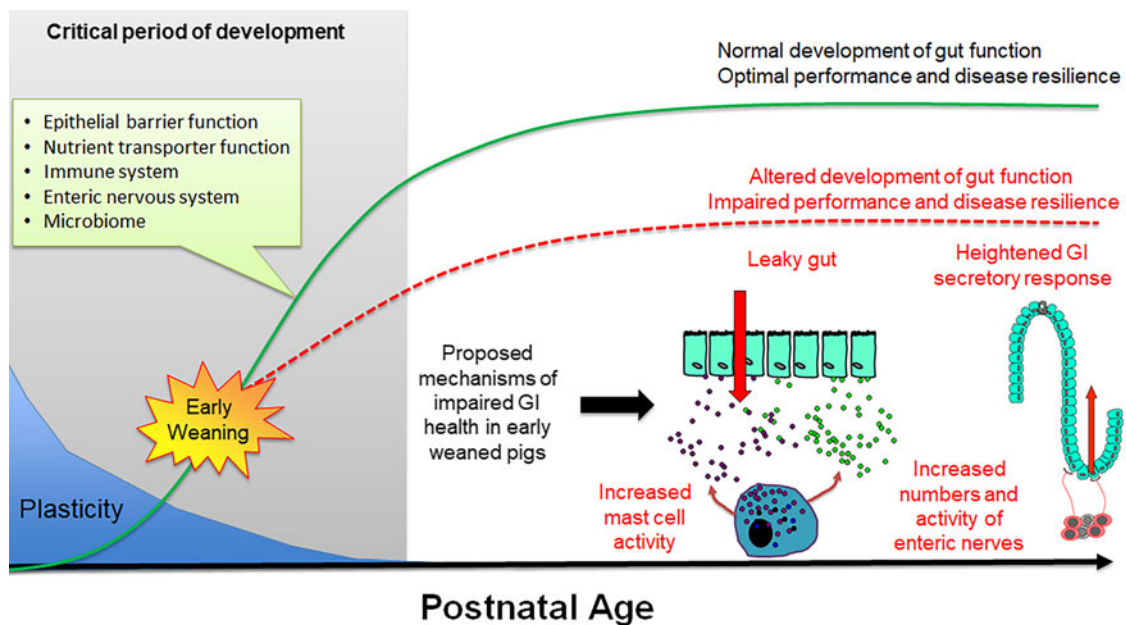 Critical period of development
• Epithelial barrier function
• Nutrient transporter function
• Immune system
• Enteric nervous system
• Microbiome
Normal development of gut function
Optimal performance and disease resilience
Altered development of gut function
Impaired performance and disease resilience
Leaky gut
Heightened GI
secretory response
Early
Weaning
Plasticity
Proposed
mechanisms of
impaired GI
health in early
weaned pigs
Increased
mast cell
activity
Increased
numbers and
activity of
enteric nerves
Postnatal Age